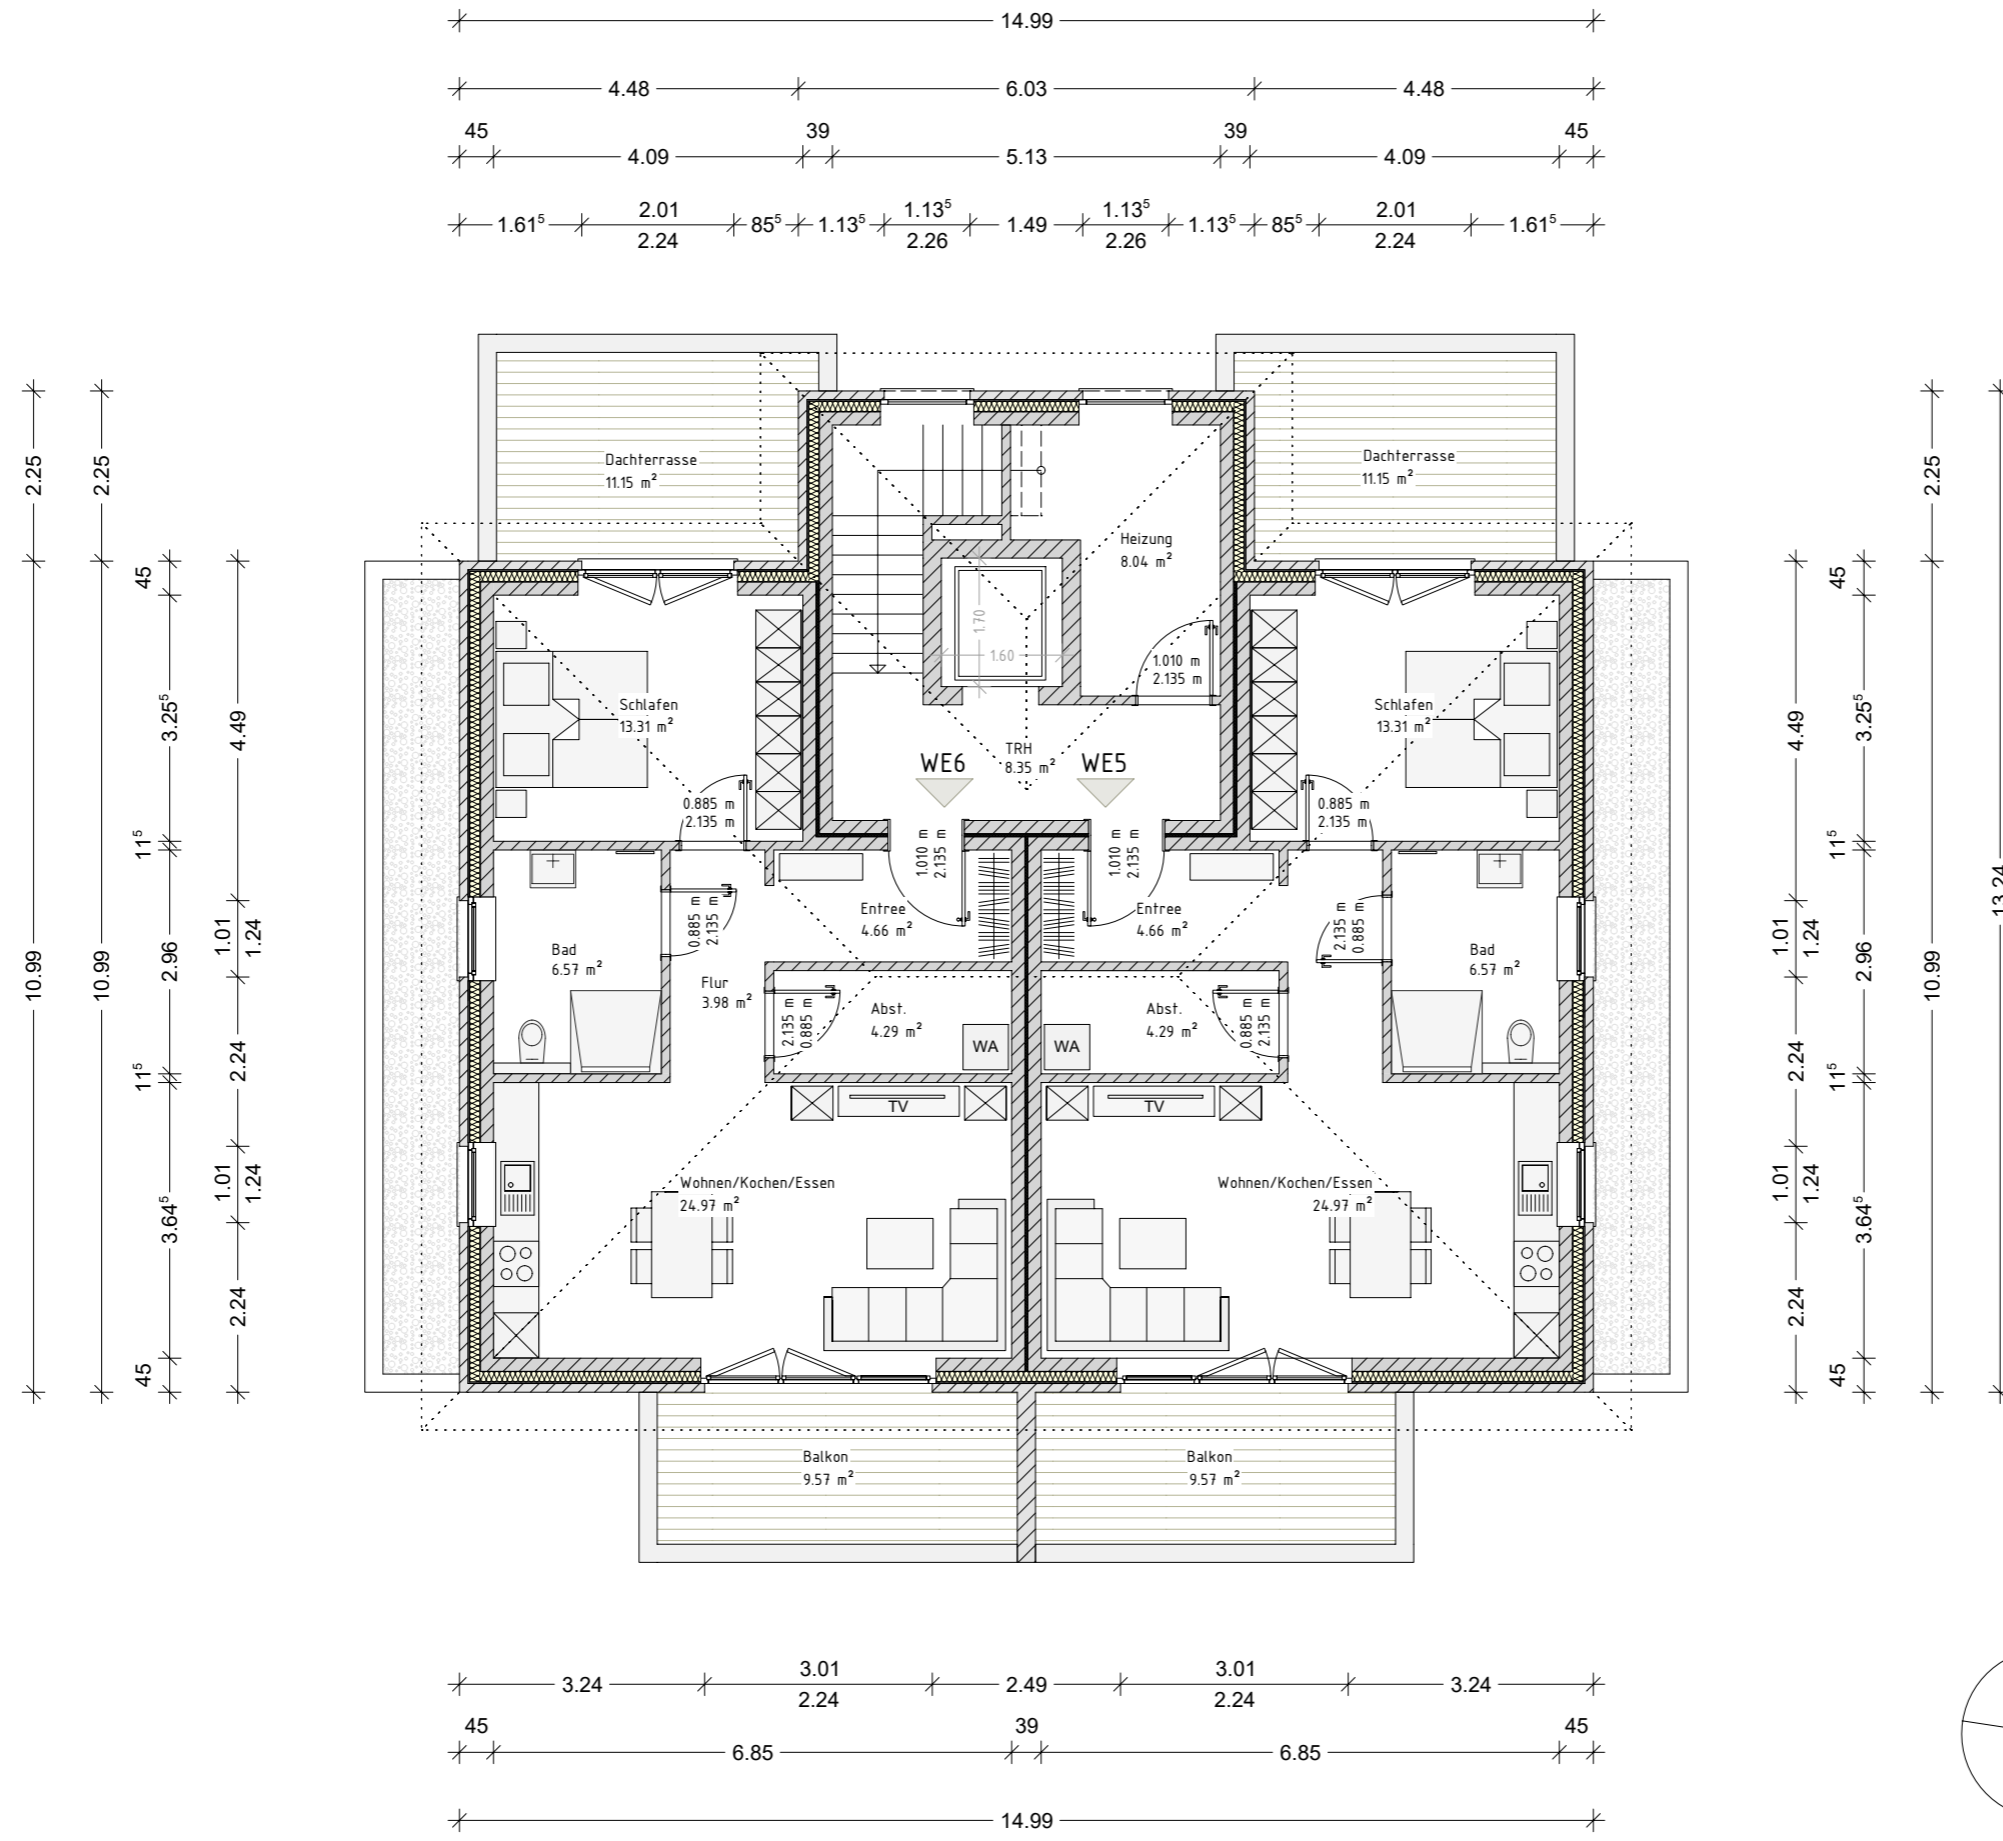 14.99
4.48 6.03 4.48
45 39 39 45
4.09 5.13 4.09
1.61⁵ 2.01 85⁵ 1.13⁵ 1.13⁵ 1.49 1.13⁵ 1.13⁵ 85⁵ 2.01 1.61⁵
2.24 2.26 2.26 2.24
2.25
2.25
10.99
10.99
45
3.25⁵
11⁵
2.96
11⁵
3.64⁵
45
4.49
1.01
1.24
2.24
1.01
1.24
2.24
Dachterrasse
11.15 m²
Dachterrasse
11.15 m²
Heizung
8.04 m²
1.70
1.60
1.010 m
2.135 m
Schlafen
13.31 m²
Schlafen
13.31 m²
TRH
8.35 m²
WE6
WE5
0.885 m
2.135 m
0.885 m
2.135 m
1.010 m
2.135 m
1.010 m
2.135 m
Entree
4.66 m²
Entree
4.66 m²
0.885 m
2.135 m
2.135 m
0.885 m
Bad
6.57 m²
Bad
6.57 m²
Flur
3.98 m²
2.135 m
0.885 m
Abst.
4.29 m²
WA
WA
Abst.
4.29 m²
0.885 m
2.135 m
TV
TV
Wohnen/Kochen/Essen
24.97 m²
Wohnen/Kochen/Essen
24.97 m²
Balkon
9.57 m²
Balkon
9.57 m²
4.49
1.01
1.24
2.24
1.01
1.24
2.24
45
3.25⁵
11⁵
2.96
11⁵
3.64⁵
45
2.25
10.99
13.24
3.24 3.01 2.49 3.01 3.24
2.24 2.24
45 39 45
6.85 6.85
14.99